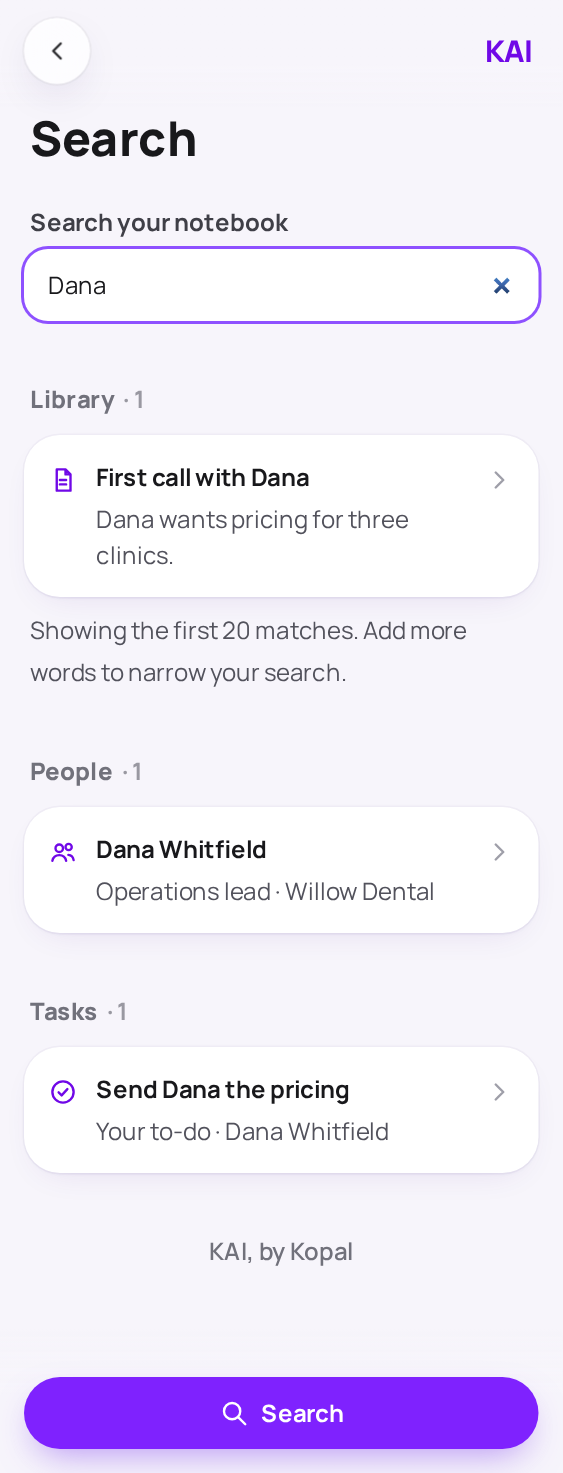 KAI
Search
Search your notebook
Dana
Library · 1
First call with Dana
Dana wants pricing for three
clinics.
Showing the first 20 matches. Add more
words to narrow your search.
People · 1
Dana Whitfield
Operations lead · Willow Dental
Tasks · 1
Send Dana the pricing
Your to-do · Dana Whitfield
KAI, by Kopal
Search